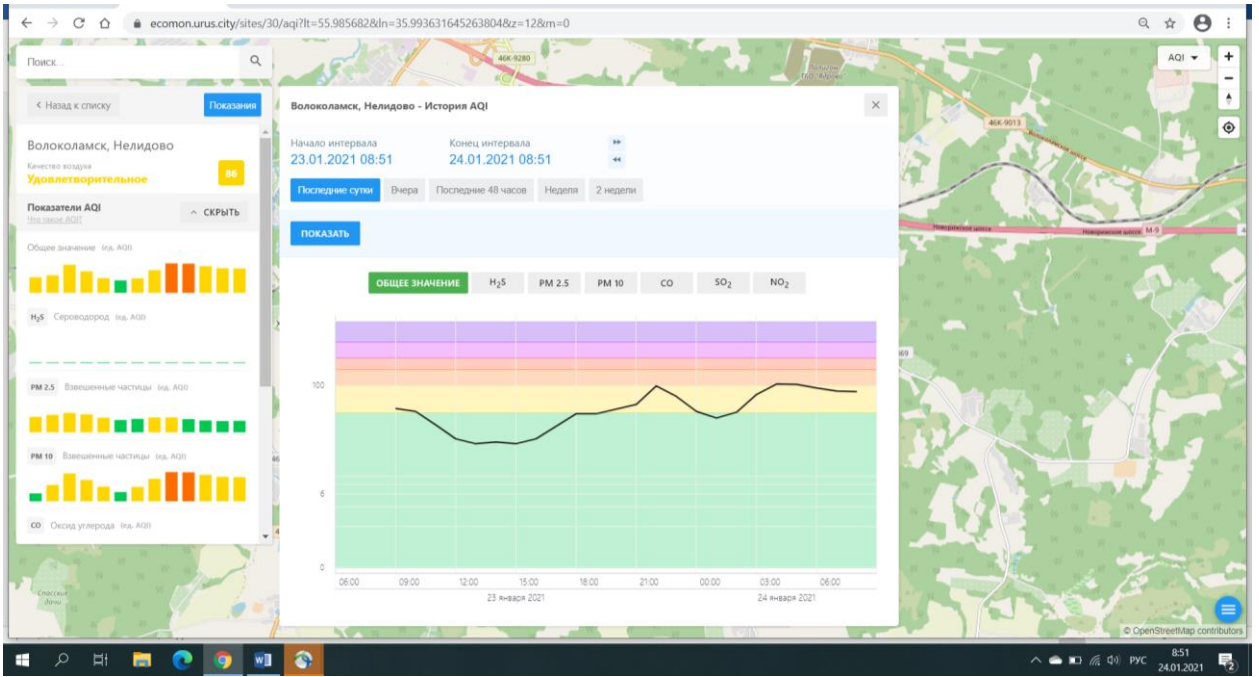 ecomon.urus.city/sites/30/aqi?lt=55.985682&ln=35.993631645263804&z=12&m=0
Поиск...
46К-9280
AQI
+
−
< Назад к списку
Показания
Волоколамск, Нелидово
Качество воздуха
Удовлетворительное
86
Показатели AQI
Что такое AQI?
СКРЫТЬ
Общее значение (ед. AQI)
H2S Сероводород (ед. AQI)
PM 2.5 Взвешенные частицы (ед. AQI)
PM 10 Взвешенные частицы (ед. AQI)
CO Оксид углерода (ед. AQI)
Волоколамск, Нелидово - История AQI
×
Начало интервала
Конец интервала
23.01.2021 08:51
24.01.2021 08:51
Последние сутки
Вчера
Последние 48 часов
Неделя
2 недели
ПОКАЗАТЬ
ОБЩЕЕ ЗНАЧЕНИЕ
H2S
PM 2.5
PM 10
CO
SO2
NO2
100
6
0
06:00 09:00 12:00 15:00 18:00 21:00 00:00 03:00 06:00
23 января 2021
24 января 2021
46К-9013
Волоколамское шоссе
Новорижское шоссе
Новорижское шоссе
М-9
© OpenStreetMap contributors
РУС
8:51
24.01.2021
2